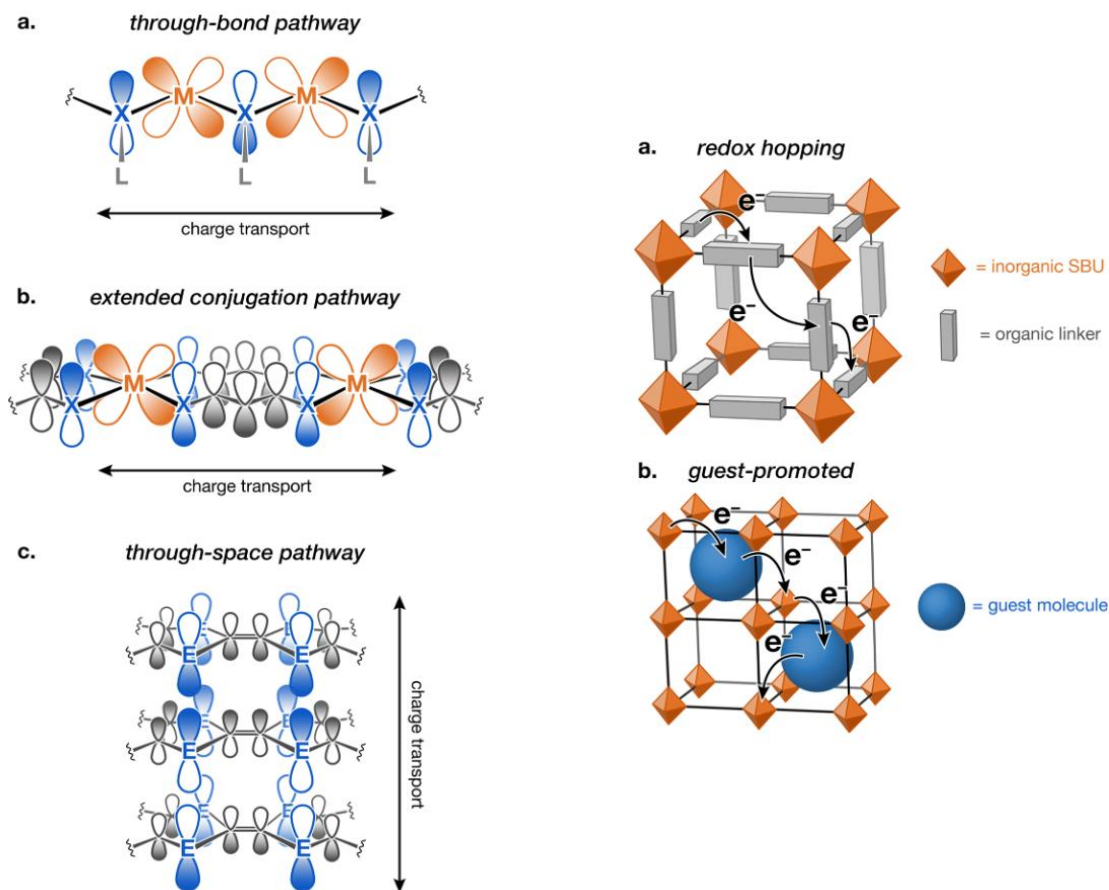 a.
through-bond pathway
X M X M X
L L L
charge transport
b.
extended conjugation pathway
X X
X M X X M X
charge transport
c.
through-space pathway
E E
E E
E E
E E
E E
E E
charge transport
a.
redox hopping
e⁻
e⁻ e⁻
= inorganic SBU
= organic linker
b.
guest-promoted
e⁻
e⁻
e⁻
e⁻
= guest molecule